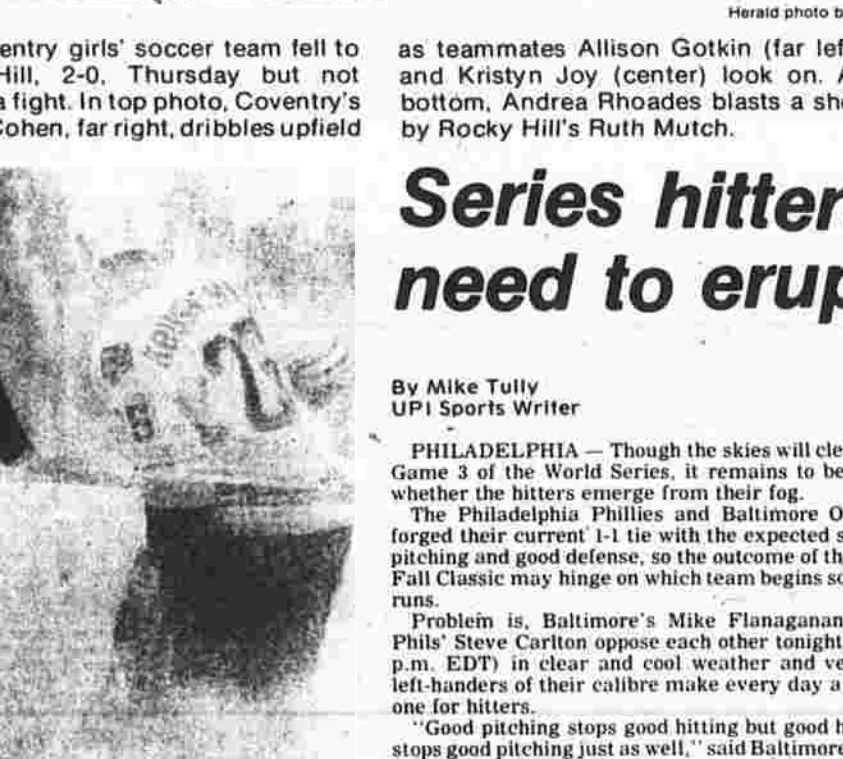 Herald photo b
entry girls' soccer team fell to
Hill, 2-0, Thursday but not
a fight. In top photo, Coventry's
Cohen, far right, dribbles upfield
as teammates Allison Gotkin (far lef
and Kristyn Joy (center) look on. A
bottom, Andrea Rhoades blasts a sho
by Rocky Hill's Ruth Mutch.
Series hitter
need to erup
By Mike Tully
UPI Sports Writer
PHILADELPHIA — Though the skies will cle
Game 3 of the World Series, it remains to be
whether the hitters emerge from their fog.
The Philadelphia Phillies and Baltimore O
forged their current 1-1 tie with the expected s
pitching and good defense, so the outcome of th
Fall Classic may hinge on which team begins sc
runs.
Problem is, Baltimore's Mike Flanaganan
Phils' Steve Carlton oppose each other tonight
p.m. EDT) in clear and cool weather and ve
left-handers of their calibre make every day a
one for hitters.
"Good pitching stops good hitting but good h
stops good pitching just as well," said Baltimore